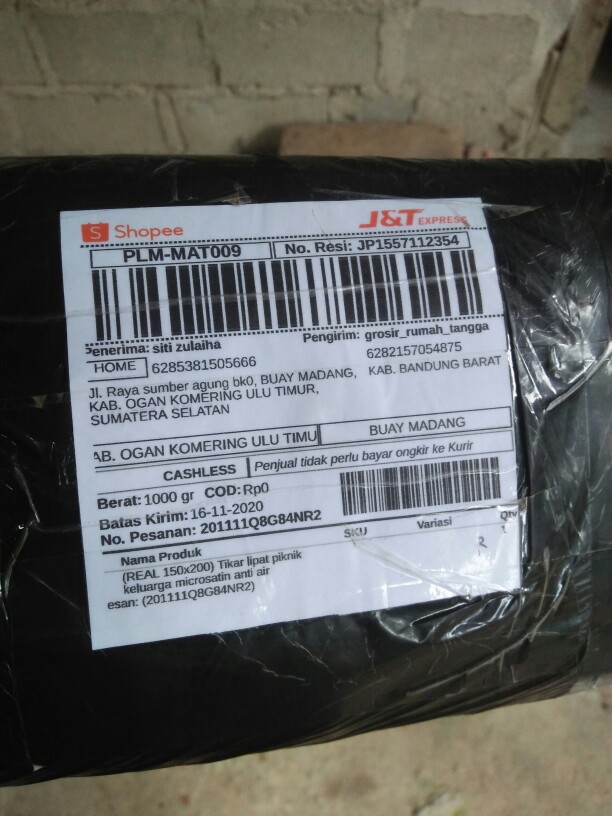 Shopee
J&T EXPRESS
PLM-MAT009
No. Resi: JP1557112354
Penerima: siti zulaiha
Pengirim: grosir_rumah_tangga
HOME
6285381505666
6282157054875
Jl. Raya sumber agung bk0, BUAY MADANG,
KAB. BANDUNG BARAT
KAB. OGAN KOMERING ULU TIMUR,
SUMATERA SELATAN
AB. OGAN KOMERING ULU TIMU
BUAY MADANG
CASHLESS
Penjual tidak perlu bayar ongkir ke Kurir
Berat: 1000 gr COD: Rp0
Batas Kirim: 16-11-2020
No. Pesanan: 201111Q8G84NR2
Nama Produk
SKU
Variasi
Qty
(REAL 150x200) Tikar lipat piknik
keluarga microsatin anti air
esan: (201111Q8G84NR2)